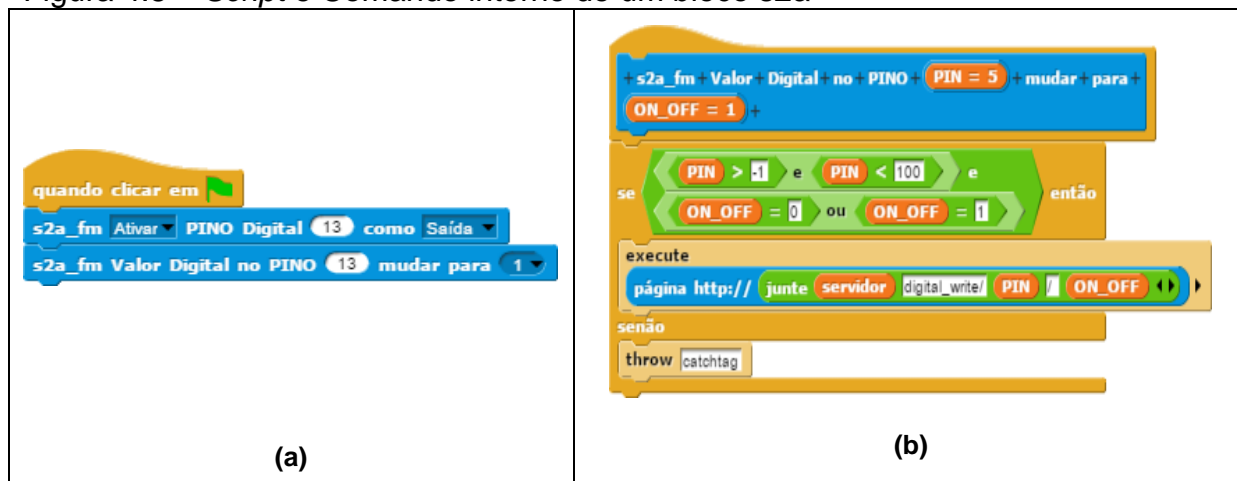 Figura 4.8 – Script e Comando interno de um bloco s2a
quando clicar em
s2a_fm Ativar PINO Digital 13 como Saída
s2a_fm Valor Digital no PINO 13 mudar para 1
(a)
+ s2a_fm + Valor + Digital + no + PINO + PIN = 5 + mudar + para +
ON_OFF = 1 +
se PIN > -1 e PIN < 100 e
ON_OFF = 0 ou ON_OFF = 1 então
execute
página http:// junte servidor digital_write/ PIN / ON_OFF
senão
throw catchtag
(b)